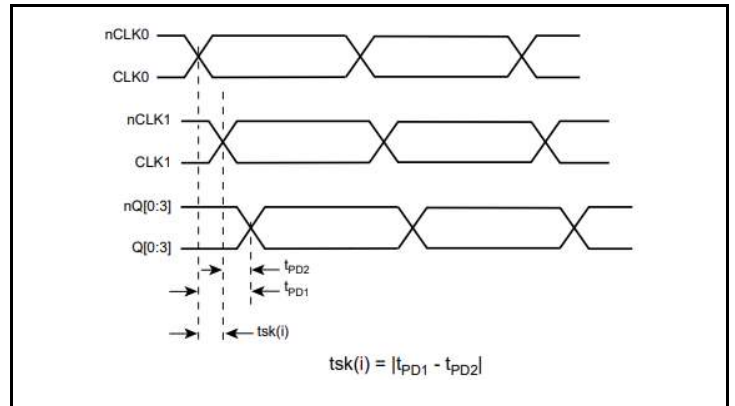 nCLK0
CLK0
nCLK1
CLK1
nQ[0:3]
Q[0:3]
tPD2
tPD1
tsk(i)
tsk(i) = |tPD1 - tPD2|